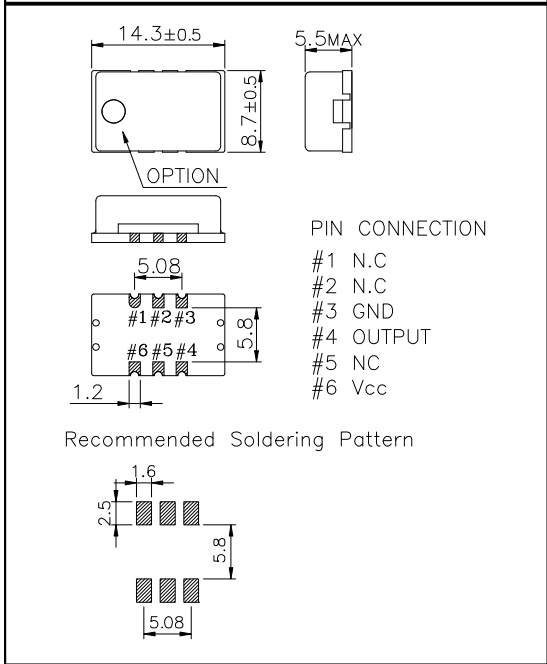 14.3±0.5
5.5MAX
8.7±0.5
OPTION
PIN CONNECTION
#1 N.C
#2 N.C
#3 GND
#4 OUTPUT
#5 NC
#6 Vcc
5.08
#1 #2 #3
5.8
#6 #5 #4
1.2
Recommended Soldering Pattern
1.6
2.5
5.8
5.08